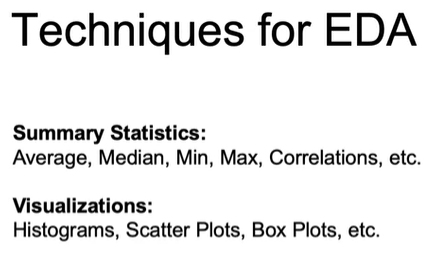 Techniques for EDA
Summary Statistics:
Average, Median, Min, Max, Correlations, etc.
Visualizations:
Histograms, Scatter Plots, Box Plots, etc.